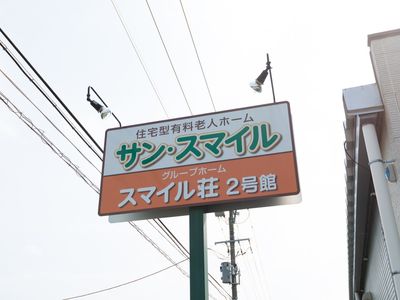 住宅型有料老人ホーム
サン・スマイル
グループホーム
スマイル荘 2号館